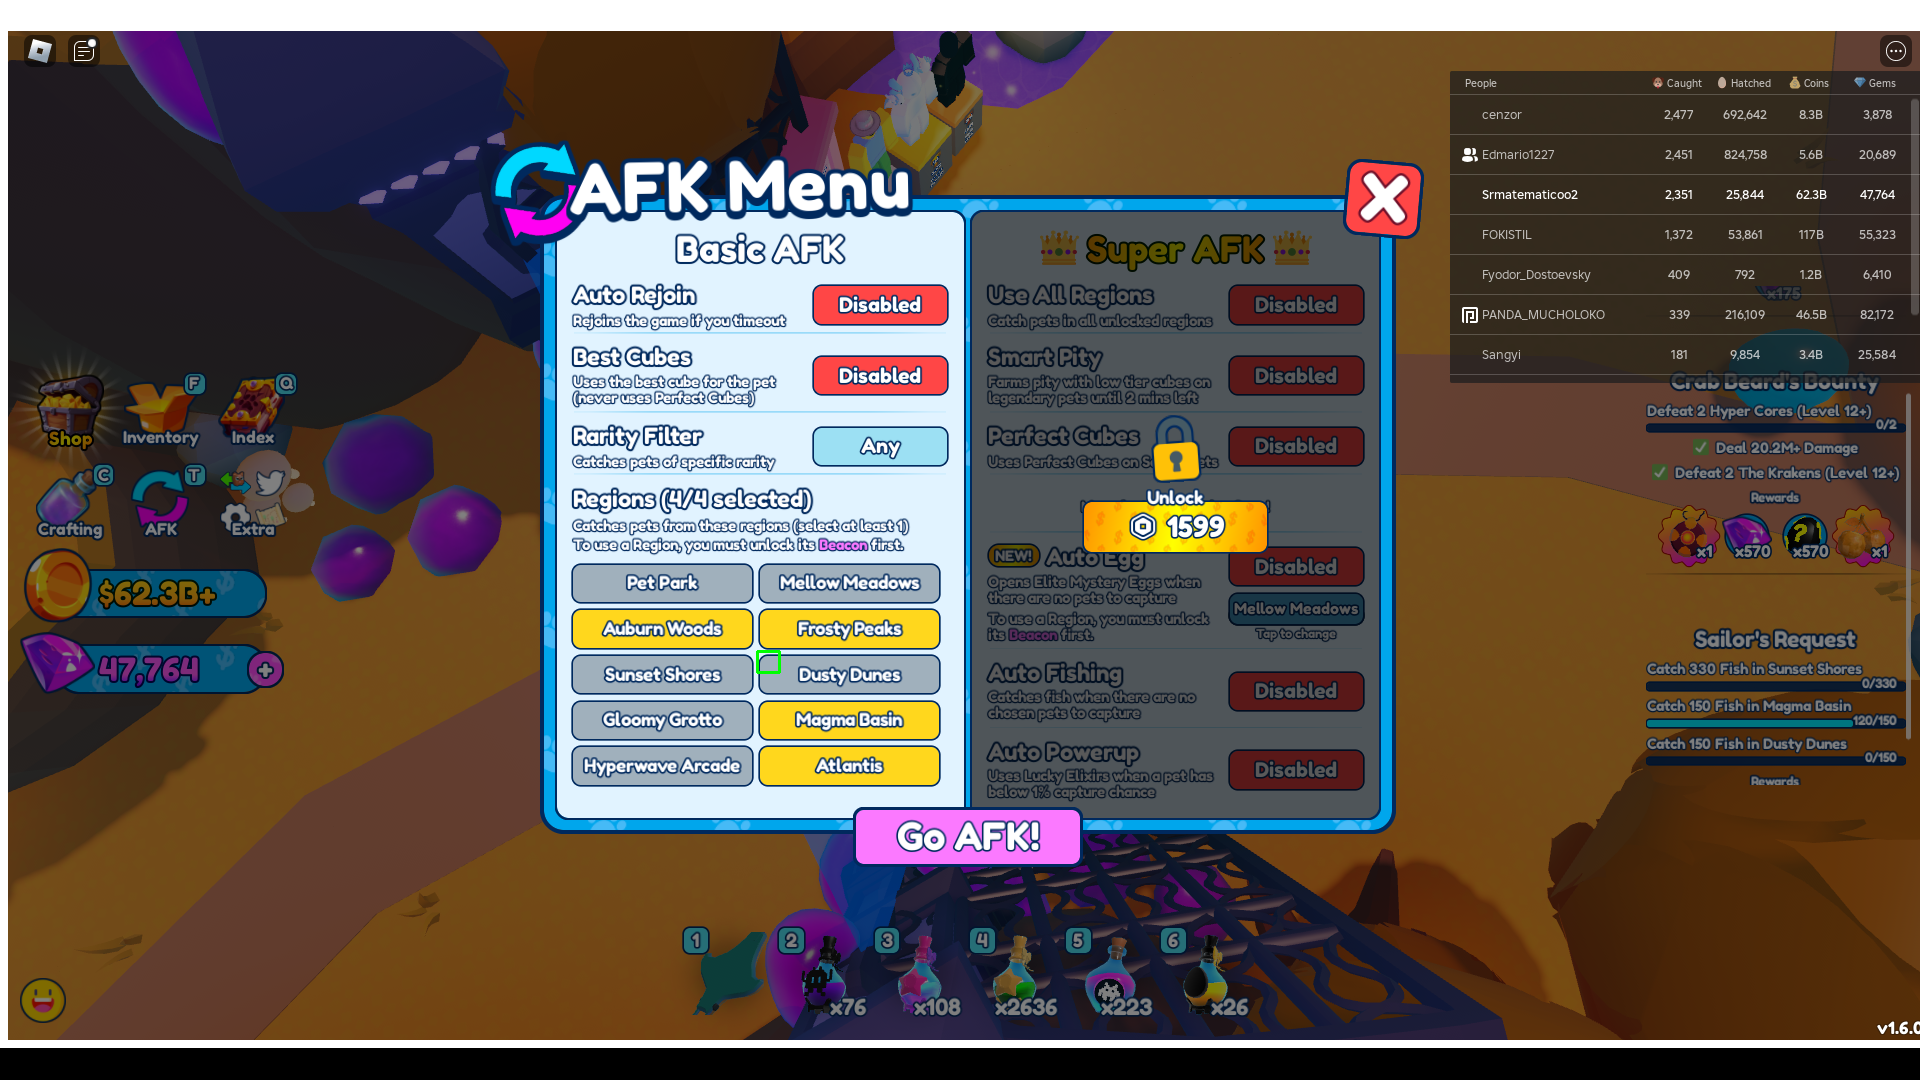 People Caught Hatched Coins Gems
cenzor 2,477 692,642 8.3B 3,878
Edmario1227 2,451 824,758 5.6B 20,689
Srmatematicoo2 2,351 25,844 62.3B 47,764
FOKISTIL 1,372 53,861 117B 55,323
Fyodor_Dostoevsky 409 792 1.2B 6,410
x175
PANDA_MUCHOLOKO 339 216,109 46.5B 82,172
Sangyi 181 9,854 3.4B 25,584
AFK Menu
Basic AFK
Auto Rejoin
Rejoins the game if you timeout
Disabled
Best Cubes
Uses the best cube for the pet
(never uses Perfect Cubes)
Disabled
Rarity Filter
Catches pets of specific rarity
Any
Regions (4/4 selected)
Catches pets from these regions (select at least 1)
To use a Region, you must unlock its Beacon first.
Pet Park Mellow Meadows
Auburn Woods Frosty Peaks
Sunset Shores Dusty Dunes
Gloomy Grotto Magma Basin
Hyperwave Arcade Atlantis
Super AFK
Use All Regions
Catch pets in all unlocked regions
Disabled
Smart Pity
Farms pity with low tier cubes on
legendary pets until 2 mins left
Disabled
Perfect Cubes
Uses Perfect Cubes on
Disabled
Unlock
1599
NEW! Auto Egg
Opens Elite Mystery Eggs when
there are no pets to capture
To use a Region, you must unlock
its Beacon first.
Disabled
Mellow Meadows
Tap to change
Auto Fishing
Catches fish when there are no
chosen pets to capture
Disabled
Auto Powerup
Uses Lucky Elixirs when a pet has
below 1% capture chance
Disabled
Go AFK!
Shop
F
Inventory
Q
Index
C
Crafting
T
AFK
Extra
$62.3B+
47,764
+
Crab Beard's Bounty
Defeat 2 Hyper Cores (Level 12+)
0/2
Deal 20.2M+ Damage
Defeat 2 The Krakens (Level 12+)
Rewards
x1 x570 x570 x1
Sailor's Request
Catch 330 Fish in Sunset Shores
0/330
Catch 150 Fish in Magma Basin
120/150
Catch 150 Fish in Dusty Dunes
0/150
Rewards
1 2 3 4 5 6
x76 x108 x2636 x223 x26
v1.6.0